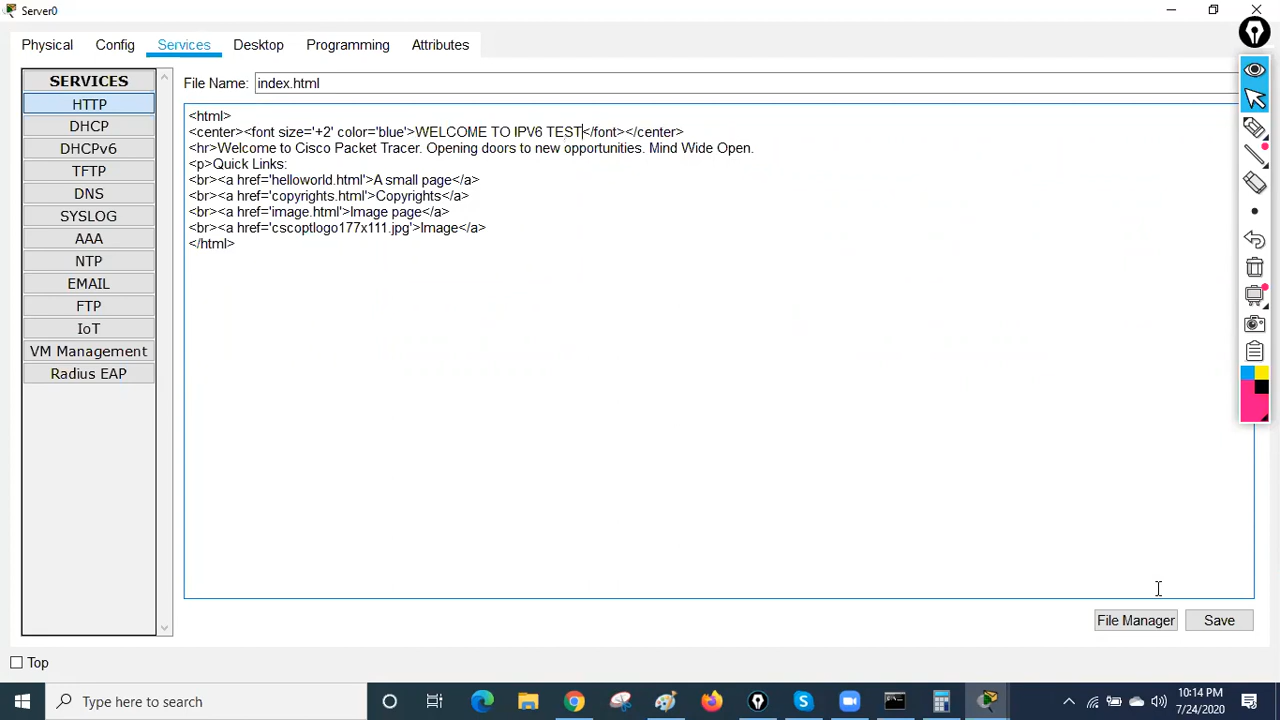 Server0
Physical Config Services Desktop Programming Attributes
SERVICES
HTTP
DHCP
DHCPv6
TFTP
DNS
SYSLOG
AAA
NTP
EMAIL
FTP
IoT
VM Management
Radius EAP
File Name: index.html
<html>
<center><font size='+2' color='blue'>WELCOME TO IPV6 TEST</font></center>
<hr>Welcome to Cisco Packet Tracer. Opening doors to new opportunities. Mind Wide Open.
<p>Quick Links:
<br><a href='helloworld.html'>A small page</a>
<br><a href='copyrights.html'>Copyrights</a>
<br><a href='image.html'>Image page</a>
<br><a href='cscoptlogo177x111.jpg'>Image</a>
</html>
File Manager Save
Top
Type here to search
10:14 PM
7/24/2020